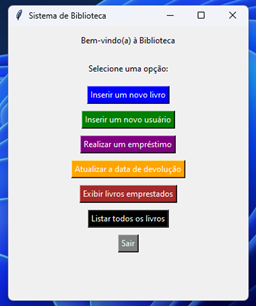 Sistema de Biblioteca
Bem-vindo(a) à Biblioteca
Selecione uma opção:
Inserir um novo livro
Inserir um novo usuário
Realizar um empréstimo
Atualizar a data de devolução
Exibir livros emprestados
Listar todos os livros
Sair